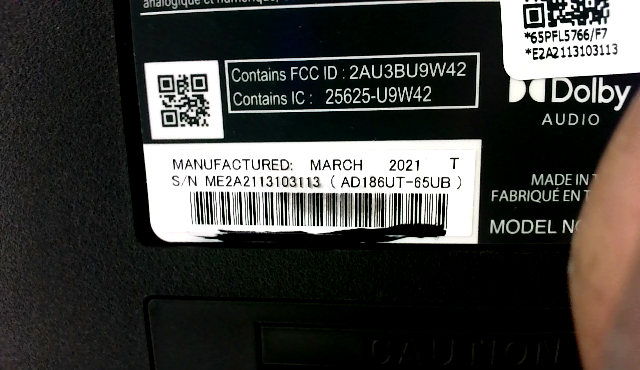 analogique et numérique,
*65PFL5766/F7
*E2A2113103113
Contains FCC ID : 2AU3BU9W42
Contains IC : 25625-U9W42
Dolby
AUDIO
MANUFACTURED: MARCH 2021 T
S/N ME2A2113103113 ( AD186UT-65UB )
MADE IN
FABRIQUÉ EN
MODEL
CAUTION